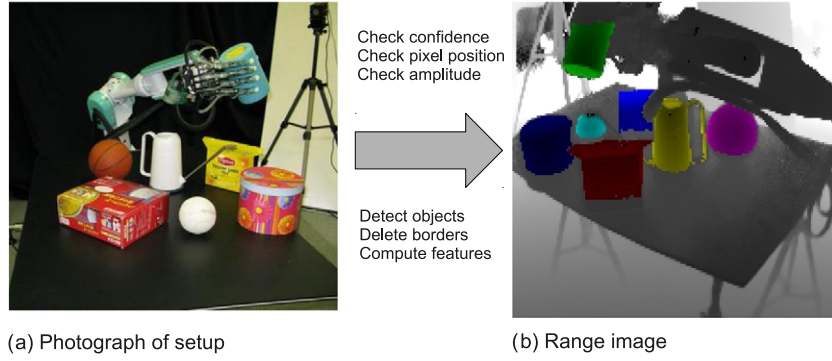 Check confidence
Check pixel position
Check amplitude
Detect objects
Delete borders
Compute features
(a) Photograph of setup
(b) Range image